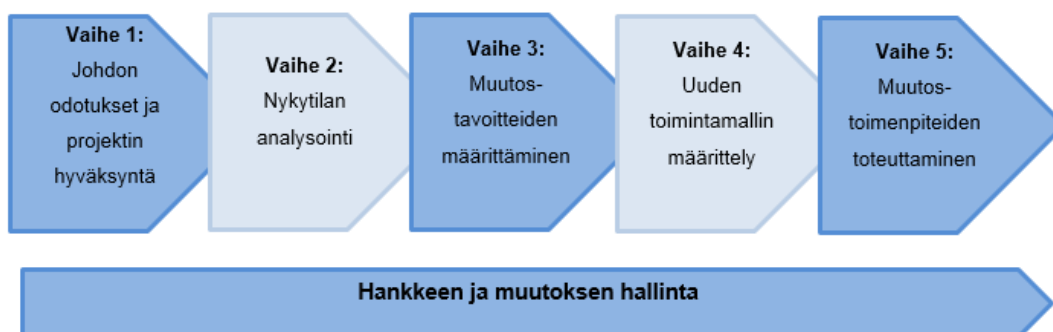 Vaihe 1:
Johdon
odotukset ja
projektin
hyväksyntä
Vaihe 2:
Nykytilan
analysointi
Vaihe 3:
Muutos-
tavoitteiden
määrittäminen
Vaihe 4:
Uuden
toimintamallin
määrittely
Vaihe 5:
Muutos-
toimenpiteiden
toteuttaminen
Hankkeen ja muutoksen hallinta